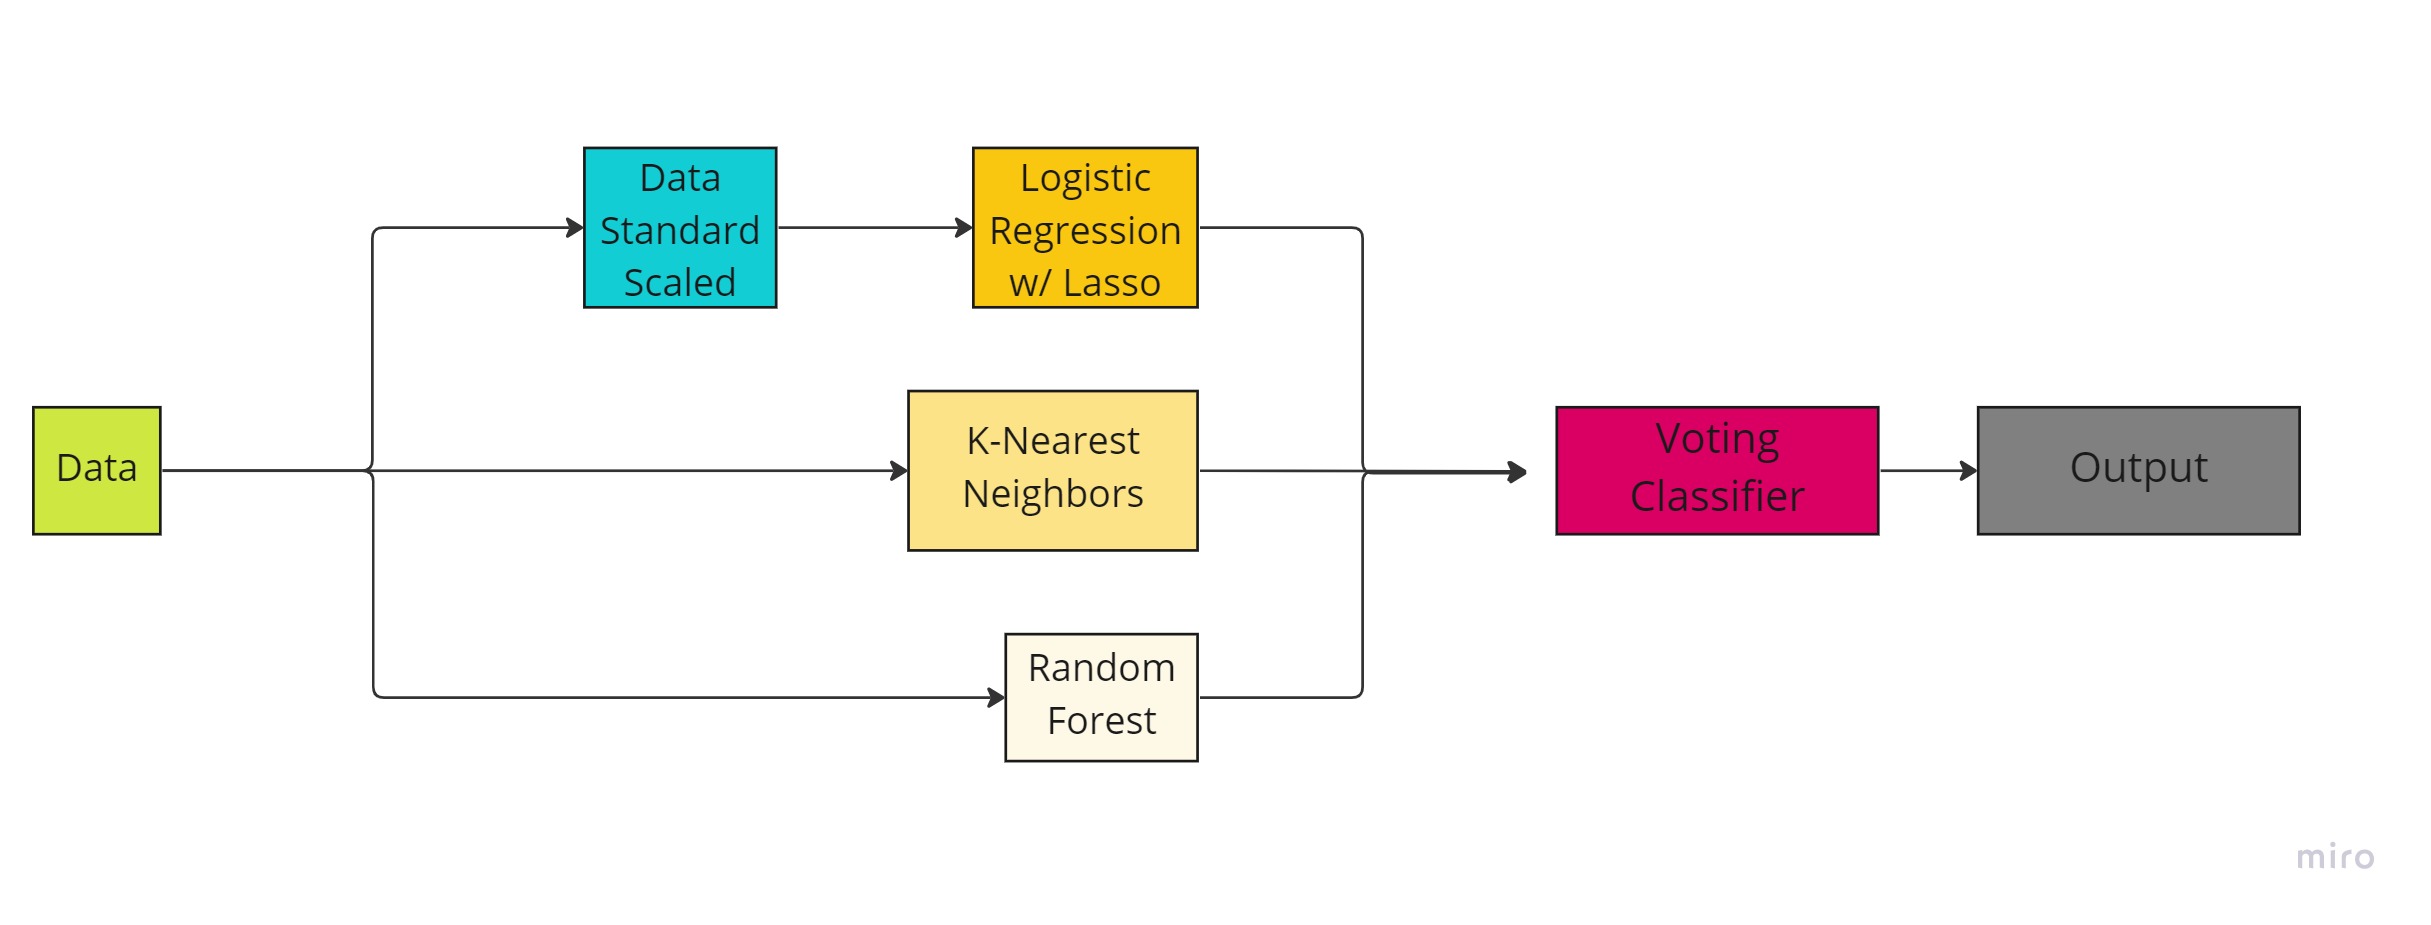 Data
Standard
Scaled
Logistic
Regression
w/ Lasso
Data
K-Nearest
Neighbors
Voting
Classifier
Output
Random
Forest
miro